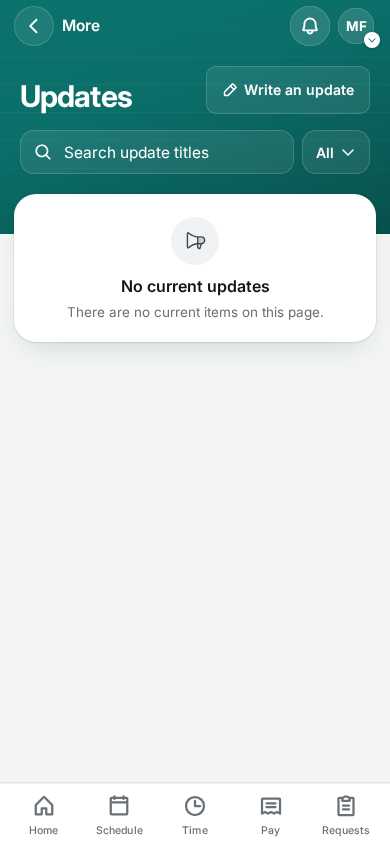 More
MF
Updates
Write an update
Search update titles
All
No current updates
There are no current items on this page.
Home
Schedule
Time
Pay
Requests